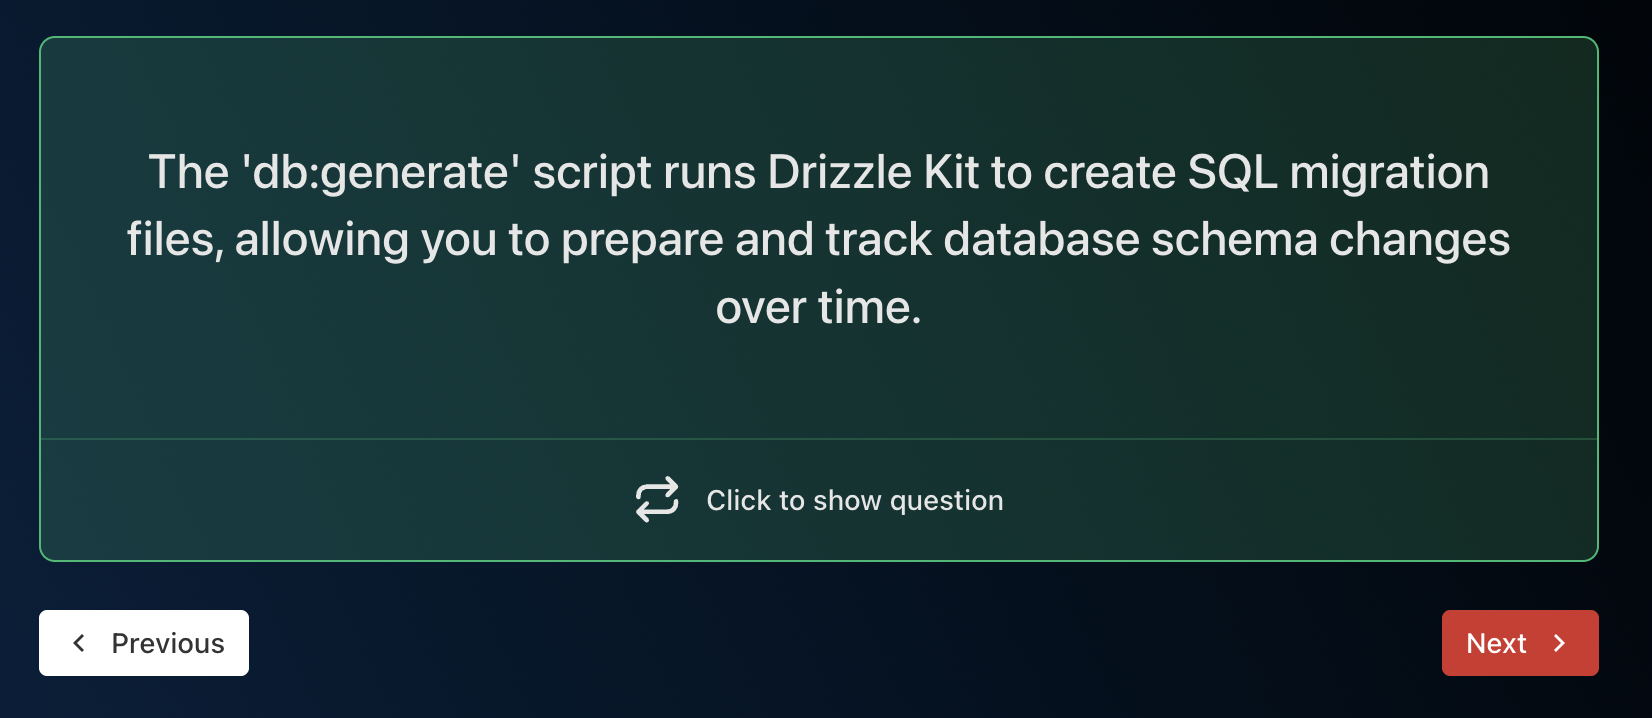 The 'db:generate' script runs Drizzle Kit to create SQL migration
files, allowing you to prepare and track database schema changes
over time.
Click to show question
Previous
Next